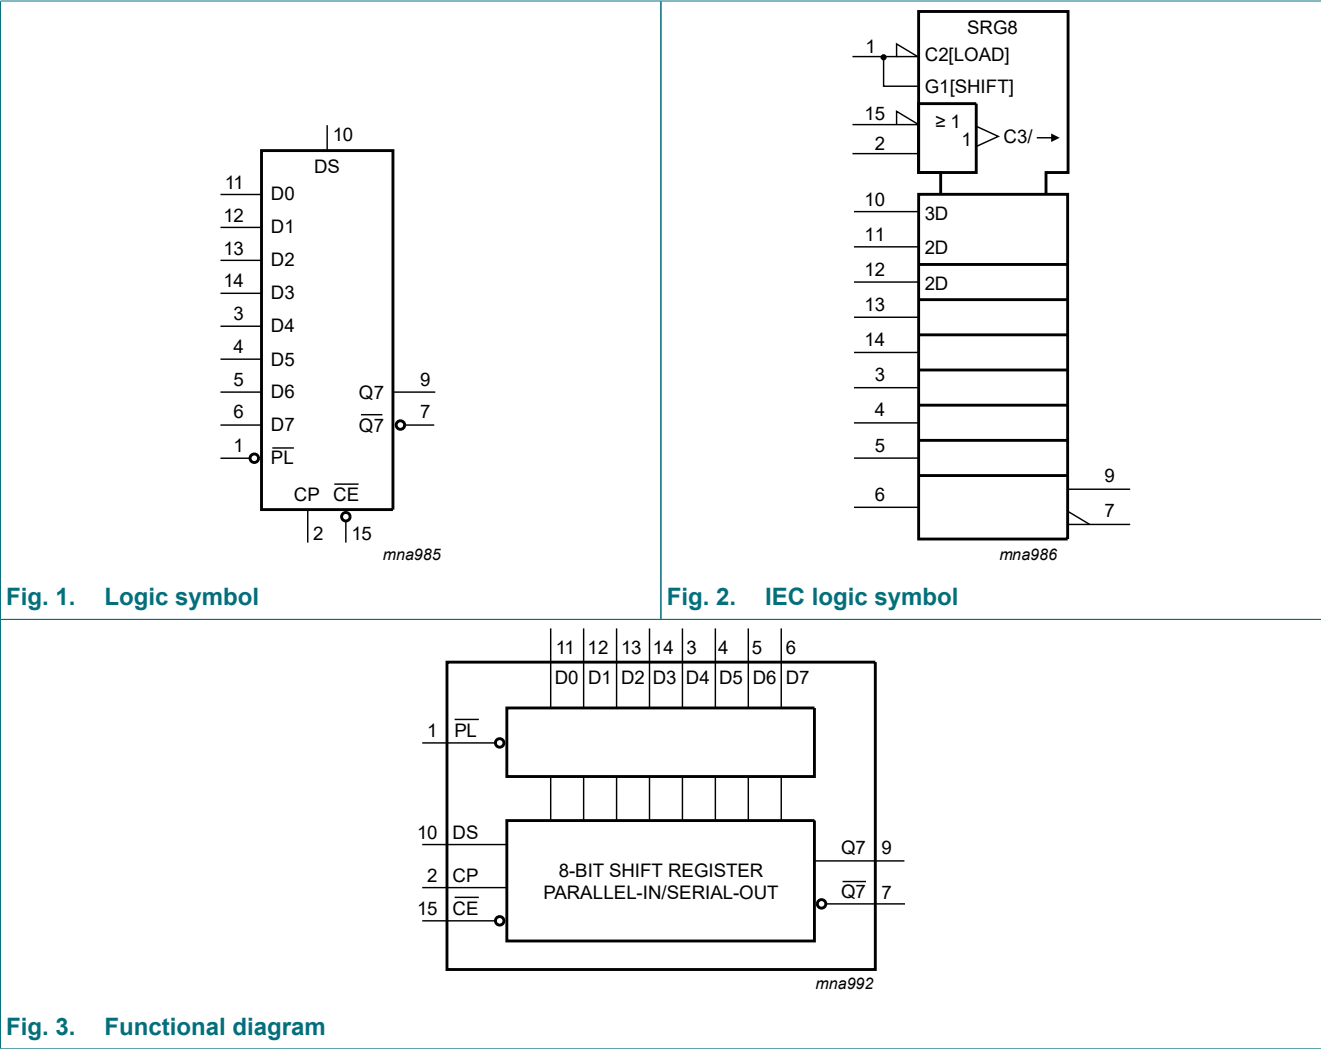 10
DS
11 D0
12 D1
13 D2
14 D3
3 D4
4 D5
5 D6 Q7 9
6 D7 Q7̅ 7
1 P̅L̅
CP C̅E̅
2 15
mna985
Fig. 1. Logic symbol
SRG8
1 C2[LOAD]
G1[SHIFT]
15 ≥ 1
2 1 C3/ →
10 3D
11 2D
12 2D
13
14
3
4
5
6
9
7
mna986
Fig. 2. IEC logic symbol
11 12 13 14 3 4 5 6
D0 D1 D2 D3 D4 D5 D6 D7
1 P̅L̅
10 DS
2 CP
15 C̅E̅
8-BIT SHIFT REGISTER
PARALLEL-IN/SERIAL-OUT
Q7 9
Q̅7̅ 7
mna992
Fig. 3. Functional diagram